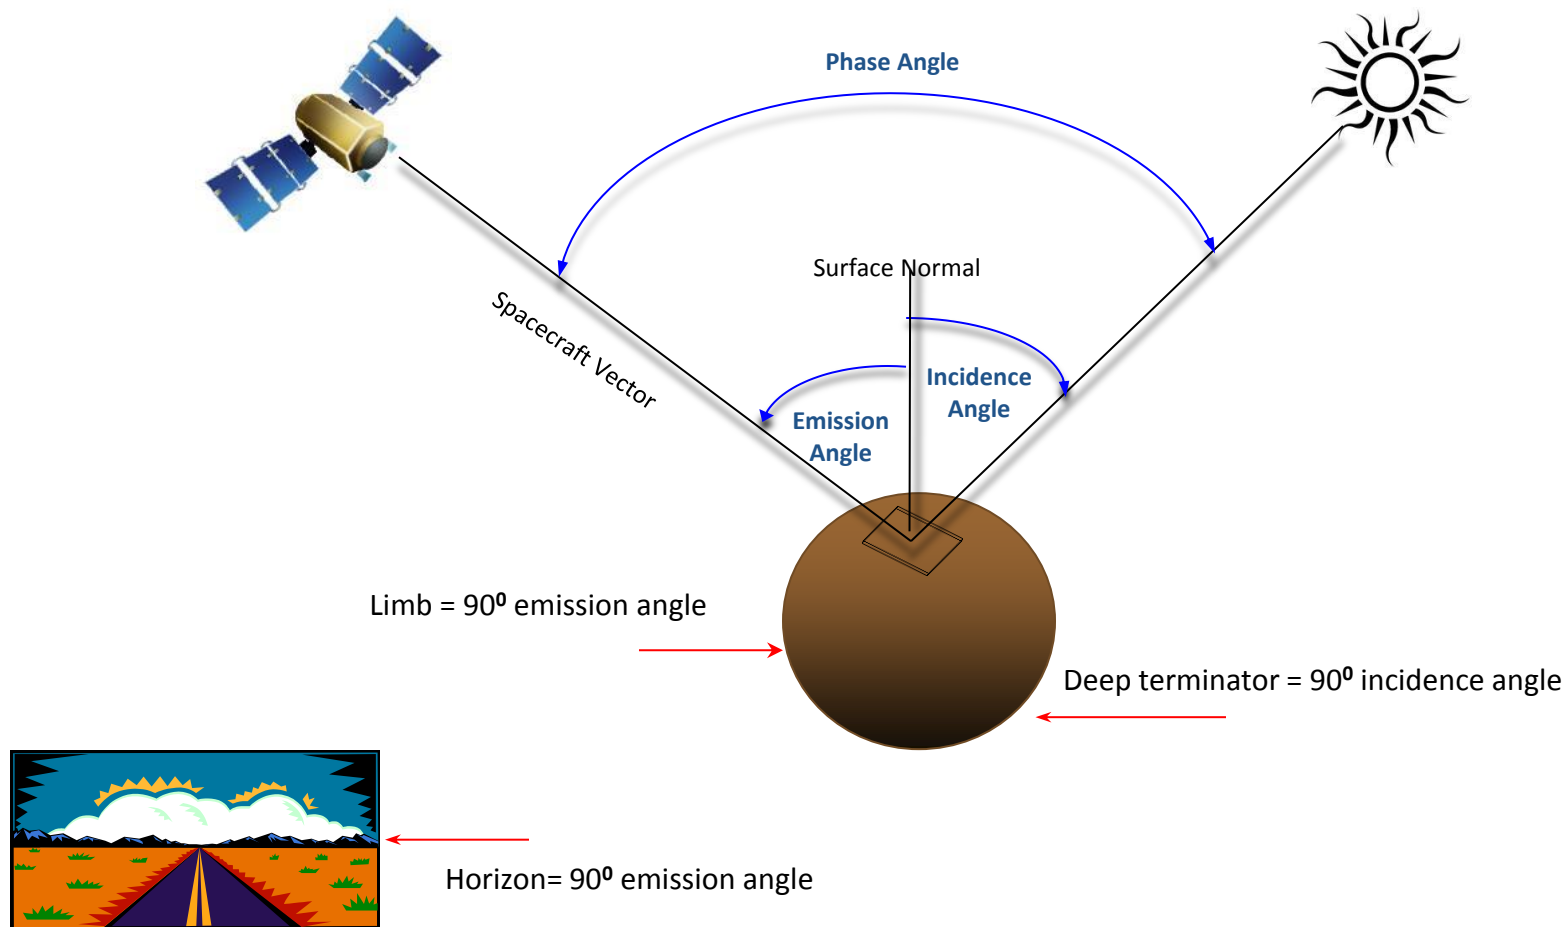 Phase Angle
Surface Normal
Spacecraft Vector
Incidence
Angle
Emission
Angle
Limb = 90⁰ emission angle
Deep terminator = 90⁰ incidence angle
Horizon= 90⁰ emission angle